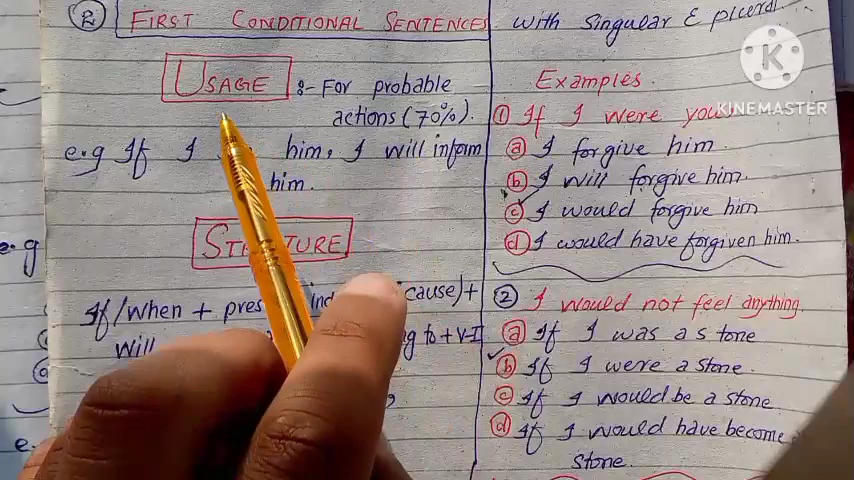 2 FIRST CONDITIONAL SENTENCES
USAGE :- For probable
actions (70%).
e.g If I him, I will inform
him.
STRUCTURE
If/when + cause) +
will to + V-I
with singular &
Examples.
① If I were you
ⓐ I forgive him
ⓑ I will forgive him.
ⓒ I would forgive him
ⓓ I would have forgiven him.
② I would not feel anything.
ⓐ If I was a stone
ⓑ If I were a stone.
ⓒ If I would be a stone.
ⓓ If I would have become
stone.
e.g
e.
K
KINEMASTER